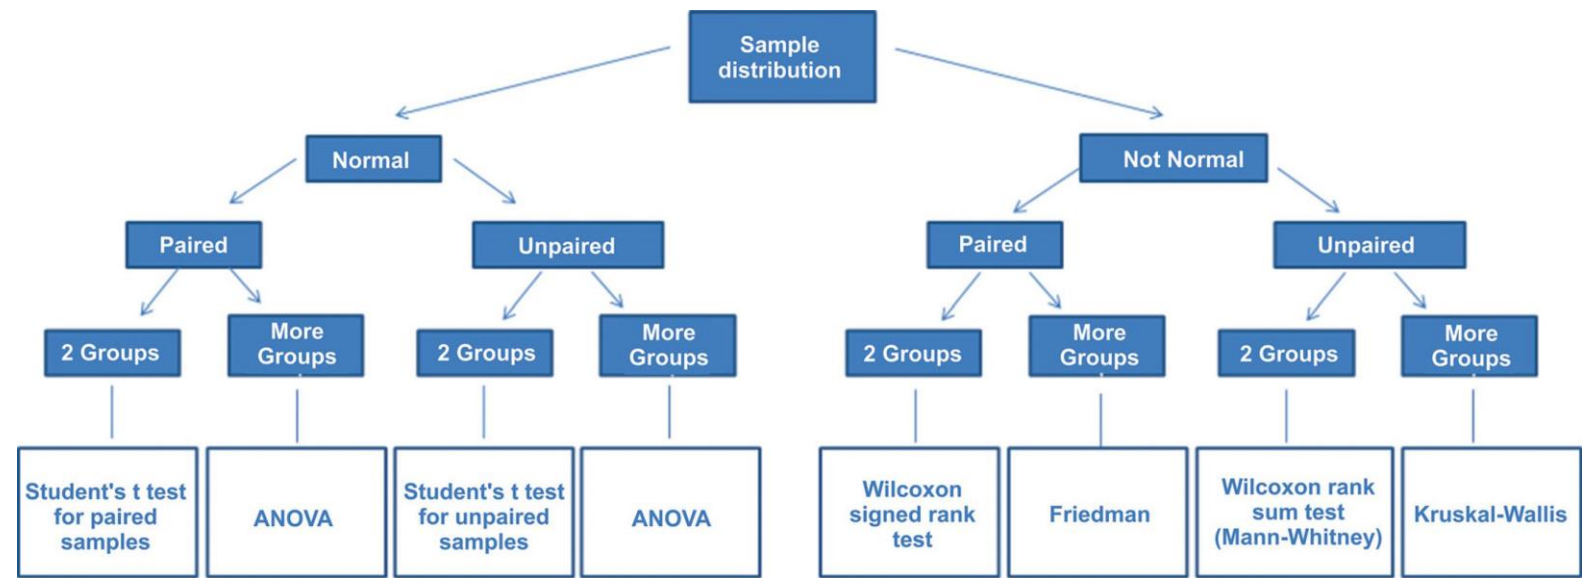 Sample
distribution
Normal
Not Normal
Paired
Unpaired
Paired
Unpaired
2 Groups
More
Groups
2 Groups
More
Groups
2 Groups
More
Groups
2 Groups
More
Groups
Student's t test
for paired
samples
ANOVA
Student's t test
for unpaired
samples
ANOVA
Wilcoxon
signed rank
test
Friedman
Wilcoxon rank
sum test
(Mann-Whitney)
Kruskal-Wallis